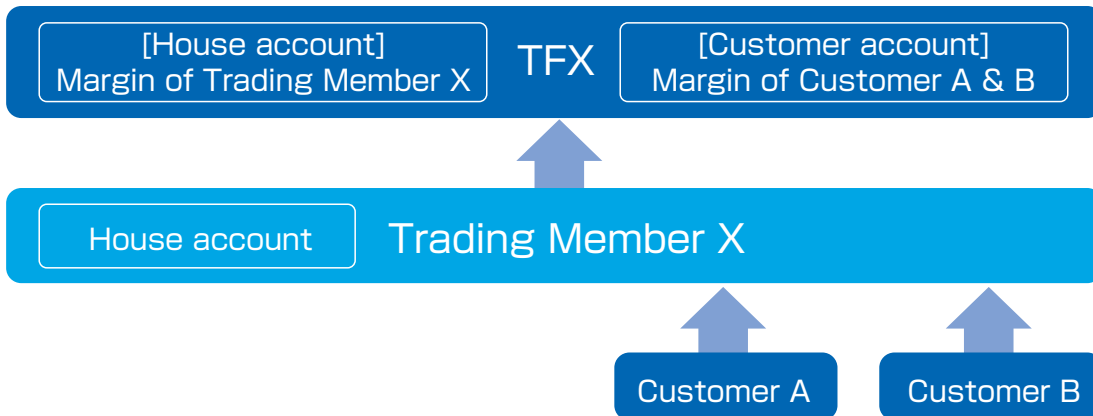 [House account]
Margin of Trading Member X
TFX
[Customer account]
Margin of Customer A & B
House account
Trading Member X
Customer A
Customer B